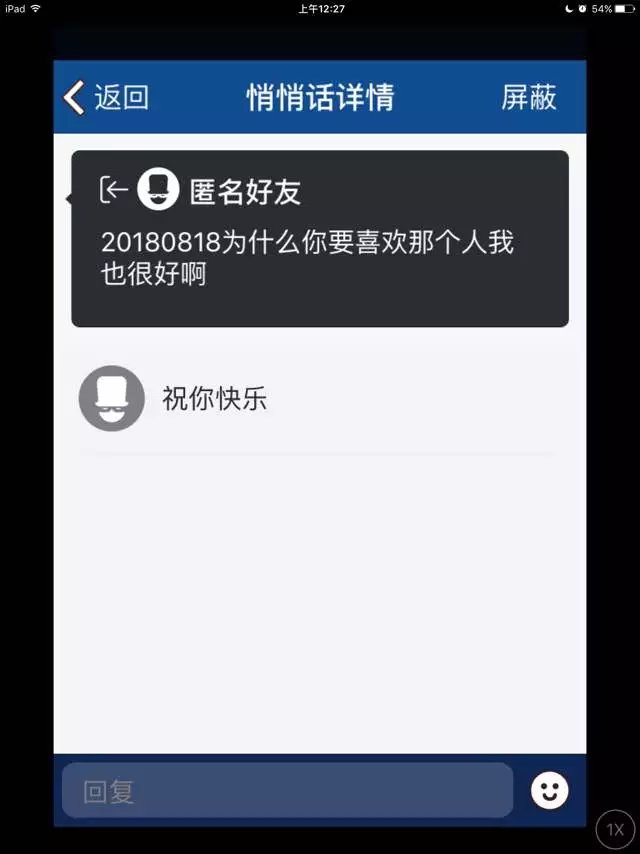 iPad 上午12:27 54%
返回 悄悄话详情 屏蔽
匿名好友
20180818为什么你要喜欢那个人我
也很好啊
祝你快乐
回复
1X